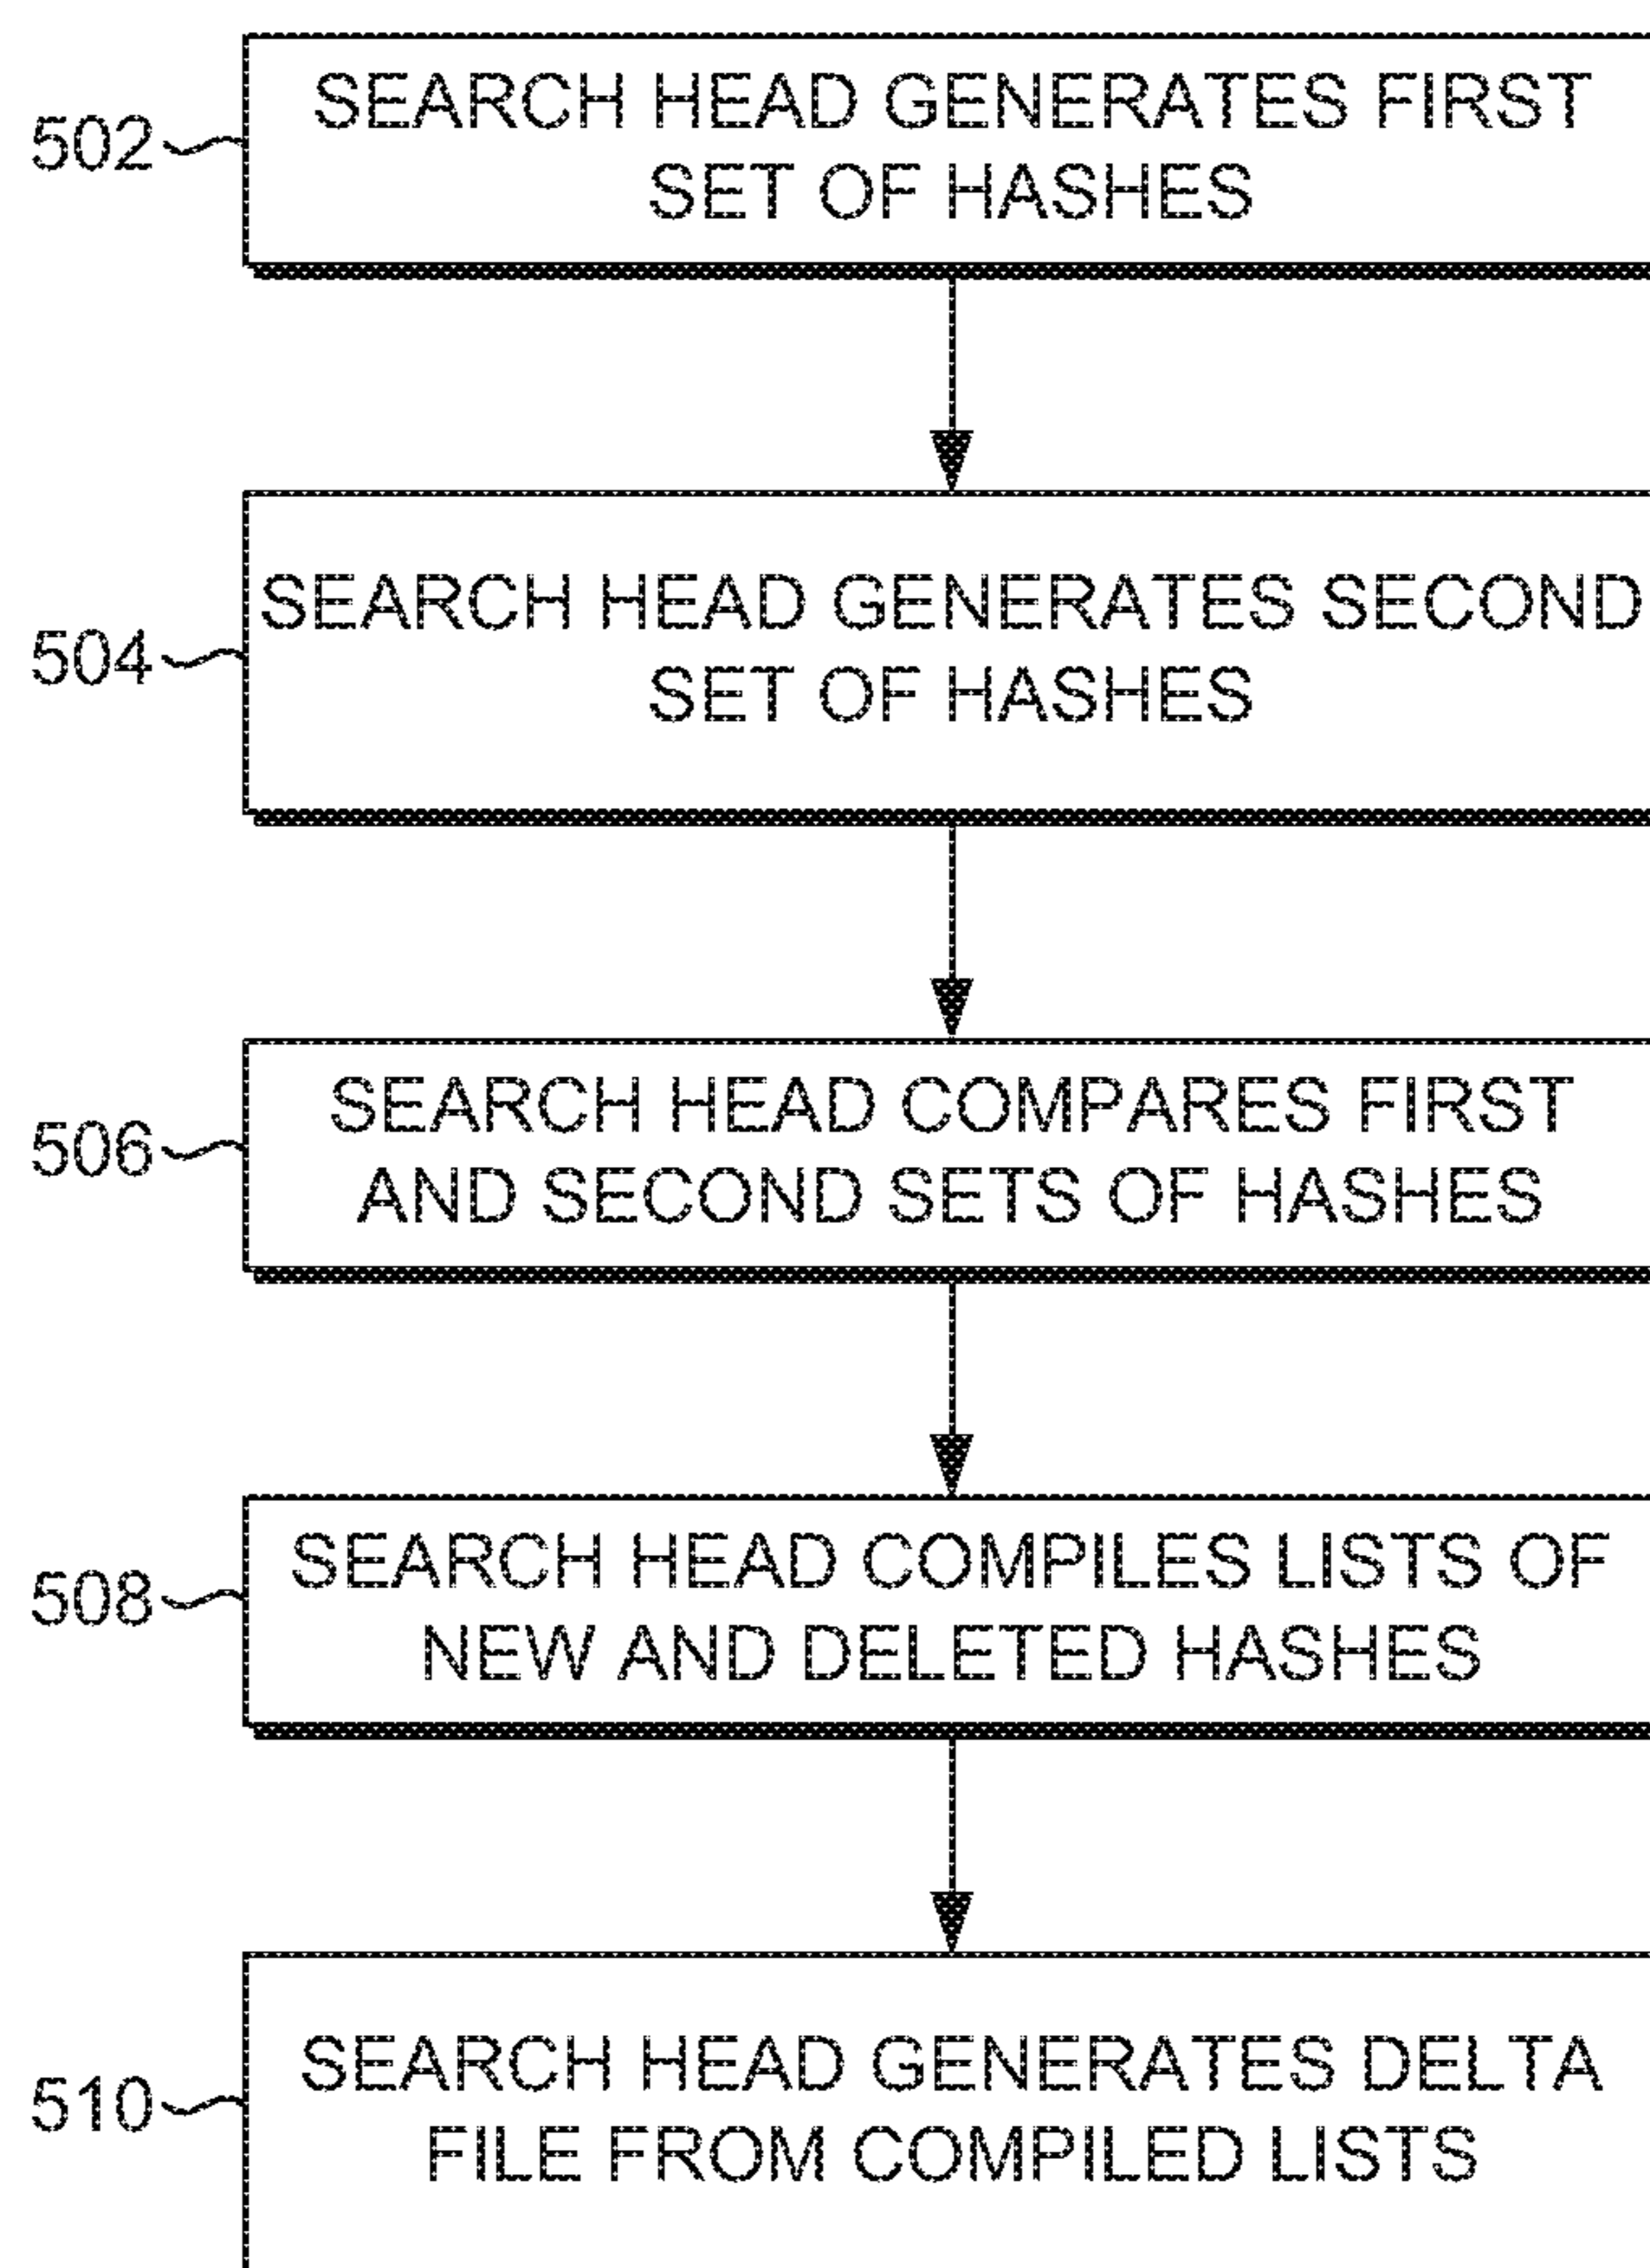 502
SEARCH HEAD GENERATES FIRST
SET OF HASHES
504
SEARCH HEAD GENERATES SECOND
SET OF HASHES
506
SEARCH HEAD COMPARES FIRST
AND SECOND SETS OF HASHES
508
SEARCH HEAD COMPILES LISTS OF
NEW AND DELETED HASHES
510
SEARCH HEAD GENERATES DELTA
FILE FROM COMPILED LISTS